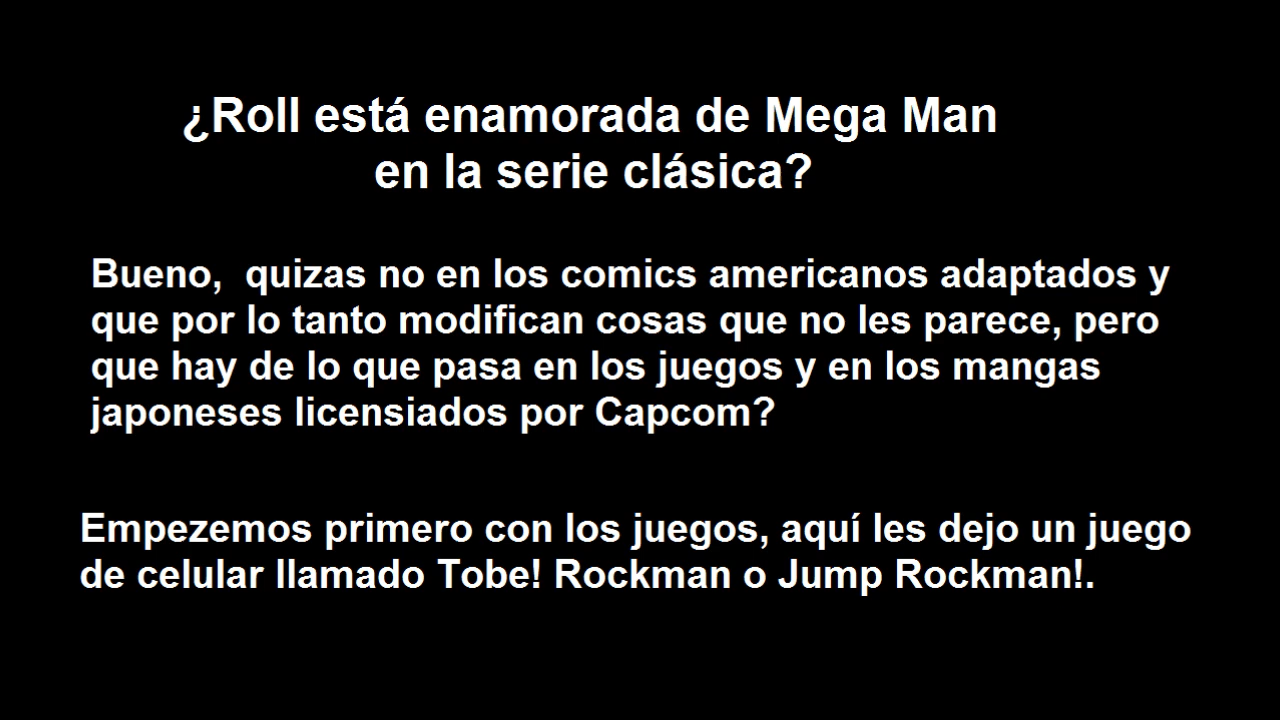 ¿Roll está enamorada de Mega Man
en la serie clásica?
Bueno,  quizas no en los comics americanos adaptados y
que por lo tanto modifican cosas que no les parece, pero
que hay de lo que pasa en los juegos y en los mangas
japoneses licensiados por Capcom?
Empezemos primero con los juegos, aquí les dejo un juego
de celular llamado Tobe! Rockman o Jump Rockman!.